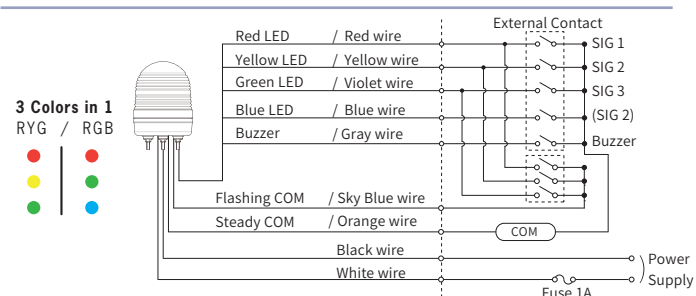 External Contact
Red LED / Red wire
SIG 1
Yellow LED / Yellow wire
SIG 2
Green LED / Violet wire
SIG 3
Blue LED / Blue wire
(SIG 2)
Buzzer / Gray wire
Buzzer
3 Colors in 1
RYG / RGB
Flashing COM / Sky Blue wire
Steady COM / Orange wire
COM
Black wire
Power
White wire
Supply
Fuse 1A